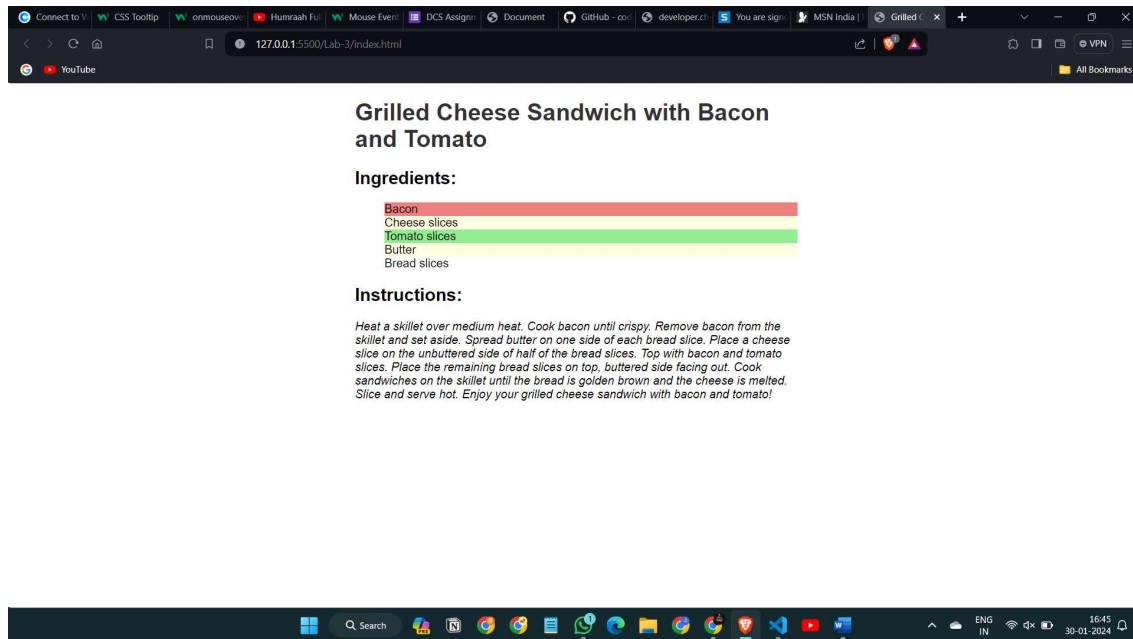 Connect to W CSS Tooltip onmouseove Humraah Ful Mouse Event DCS Assignm Document GitHub - coc developer.ch You are sign MSN India | Grilled C
127.0.0.1:5500/Lab-3/index.html VPN
YouTube All Bookmarks
Grilled Cheese Sandwich with Bacon
and Tomato
Ingredients:
Bacon
Cheese slices
Tomato slices
Butter
Bread slices
Instructions:
Heat a skillet over medium heat. Cook bacon until crispy. Remove bacon from the
skillet and set aside. Spread butter on one side of each bread slice. Place a cheese
slice on the unbuttered side of half of the bread slices. Top with bacon and tomato
slices. Place the remaining bread slices on top, buttered side facing out. Cook
sandwiches on the skillet until the bread is golden brown and the cheese is melted.
Slice and serve hot. Enjoy your grilled cheese sandwich with bacon and tomato!
Search
ENG
IN
16:45
30-01-2024